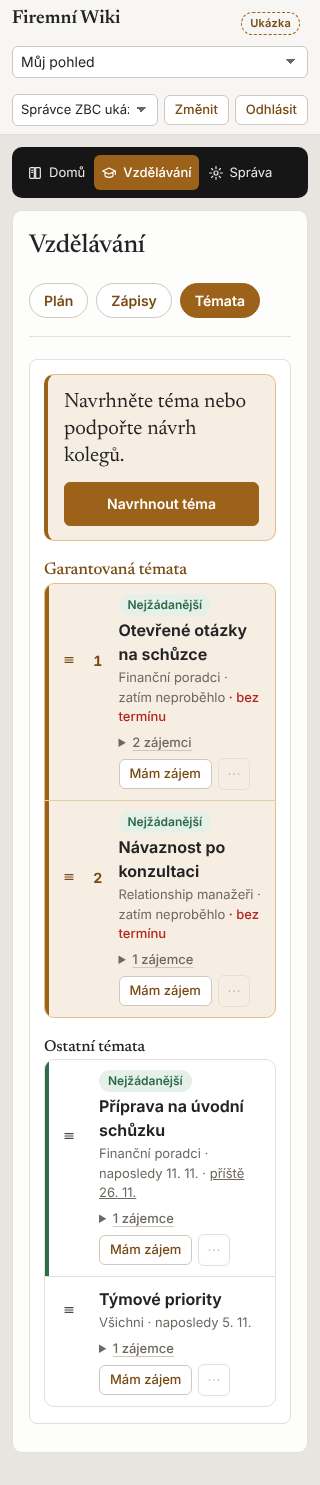 Firemní Wiki
Ukázka
Můj pohled
Správce ZBC uká:
Změnit
Odhlásit
Domů
Vzdělávání
Správa
Vzdělávání
Plán
Zápisy
Témata
Navrhněte téma nebo
podpořte návrh
kolegů.
Navrhnout téma
Garantovaná témata
Nejžádanější
1
Otevřené otázky
na schůzce
Finanční poradci ·
zatím neproběhlo · bez
termínu
2 zájemci
Mám zájem
···
Nejžádanější
2
Návaznost po
konzultaci
Relationship manažeři ·
zatím neproběhlo · bez
termínu
1 zájemce
Mám zájem
···
Ostatní témata
Nejžádanější
Příprava na úvodní
schůzku
Finanční poradci ·
naposledy 11. 11. · příště
26. 11.
1 zájemce
Mám zájem
···
Týmové priority
Všichni · naposledy 5. 11.
1 zájemce
Mám zájem
···